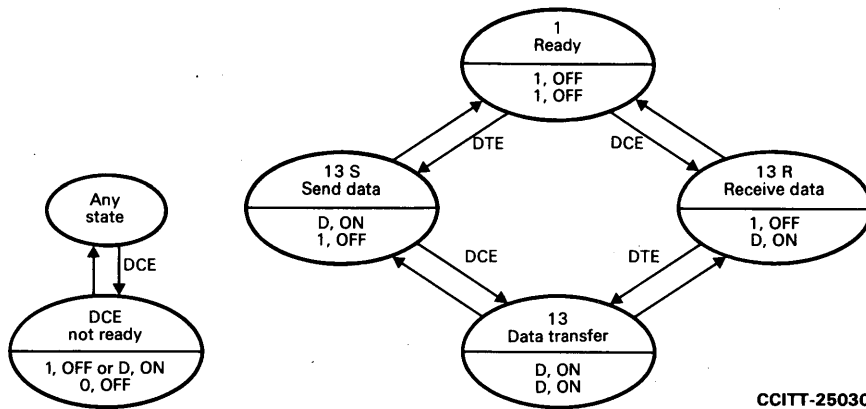 1
Ready
1, OFF
1, OFF
DTE
DCE
13 S
Send data
D, ON
1, OFF
13 R
Receive data
1, OFF
D, ON
Any
state
DCE
DCE
not ready
1, OFF or D, ON
0, OFF
DCE
DTE
13
Data transfer
D, ON
D, ON
CCITT-25030